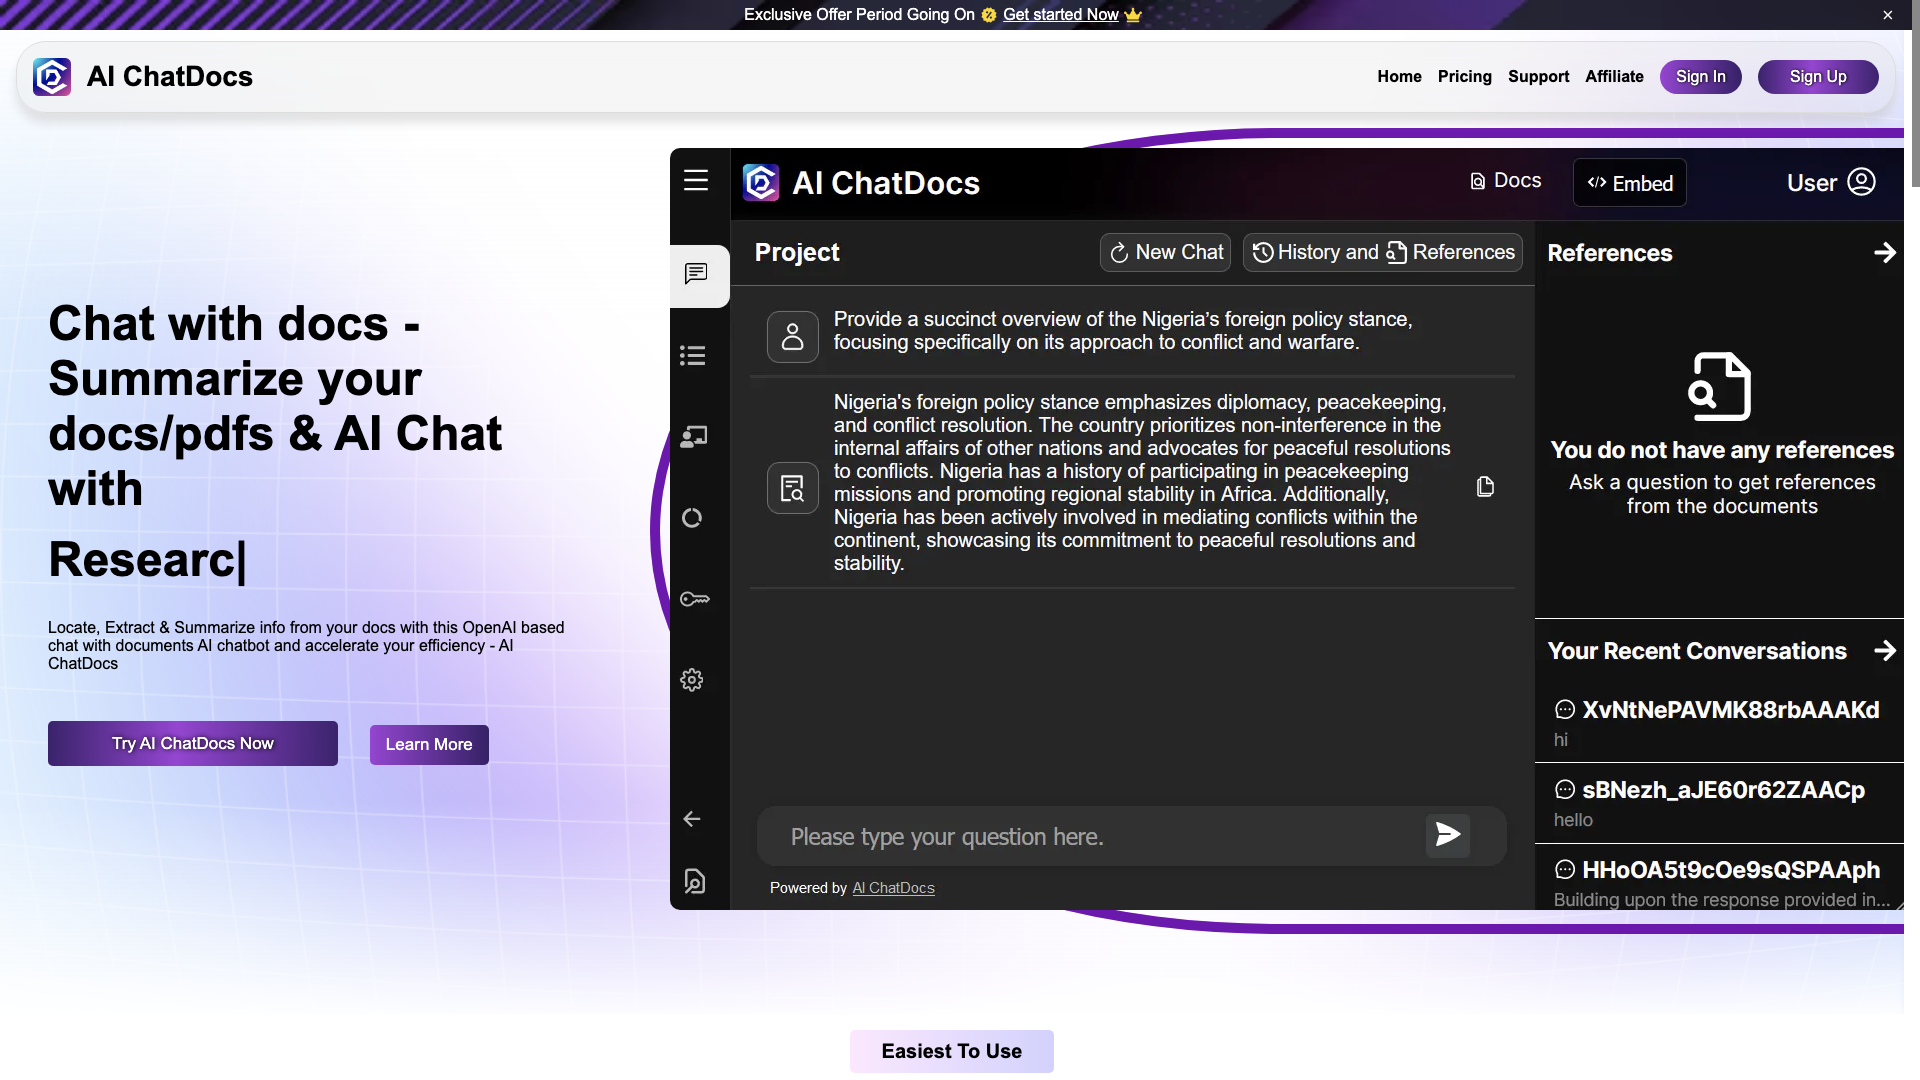 Exclusive Offer Period Going On Get started Now
AI ChatDocs
Home Pricing Support Affiliate Sign In Sign Up
Chat with docs -
Summarize your
docs/pdfs & AI Chat
with
Researc|
Locate, Extract & Summarize info from your docs with this OpenAI based
chat with documents AI chatbot and accelerate your efficiency - AI
ChatDocs
Try AI ChatDocs Now Learn More
AI ChatDocs
Docs
Embed
User
Project
New Chat
History and References
Provide a succinct overview of the Nigeria’s foreign policy stance,
focusing specifically on its approach to conflict and warfare.
Nigeria's foreign policy stance emphasizes diplomacy, peacekeeping,
and conflict resolution. The country prioritizes non-interference in the
internal affairs of other nations and advocates for peaceful resolutions
to conflicts. Nigeria has a history of participating in peacekeeping
missions and promoting regional stability in Africa. Additionally,
Nigeria has been actively involved in mediating conflicts within the
continent, showcasing its commitment to peaceful resolutions and
stability.
Please type your question here.
Powered by AI ChatDocs
References
You do not have any references
Ask a question to get references
from the documents
Your Recent Conversations
XvNtNePAVMK88rbAAAKd
hi
sBNezh_aJE60r62ZAACp
hello
HHoOA5t9cOe9sQSPAAph
Building upon the response provided in...
Easiest To Use